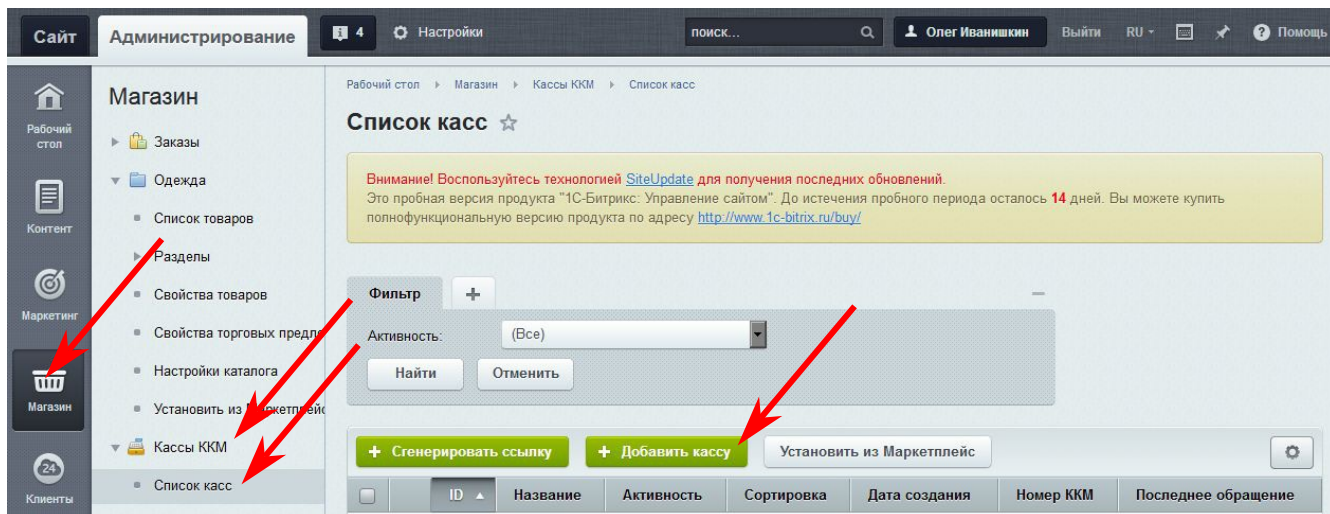 Сайт
Администрирование
4
Настройки
поиск...
Олег Иванишкин
Выйти
RU
Помощь
Рабочий
стол
Контент
Маркетинг
Магазин
24
Клиенты
Магазин
Заказы
Одежда
Список товаров
Разделы
Свойства товаров
Свойства торговых предло
Настройки каталога
Установить из Маркетплейс
Кассы ККМ
Список касс
Рабочий стол Магазин Кассы ККМ Список касс
Список касс
Внимание! Воспользуйтесь технологией SiteUpdate для получения последних обновлений.
Это пробная версия продукта "1С-Битрикс: Управление сайтом". До истечения пробного периода осталось 14 дней. Вы можете купить
полнофункциональную версию продукта по адресу http://www.1c-bitrix.ru/buy/
Фильтр
Активность: (Все)
Найти Отменить
+ Сгенерировать ссылку + Добавить кассу Установить из Маркетплейс
ID Название Активность Сортировка Дата создания Номер ККМ Последнее обращение